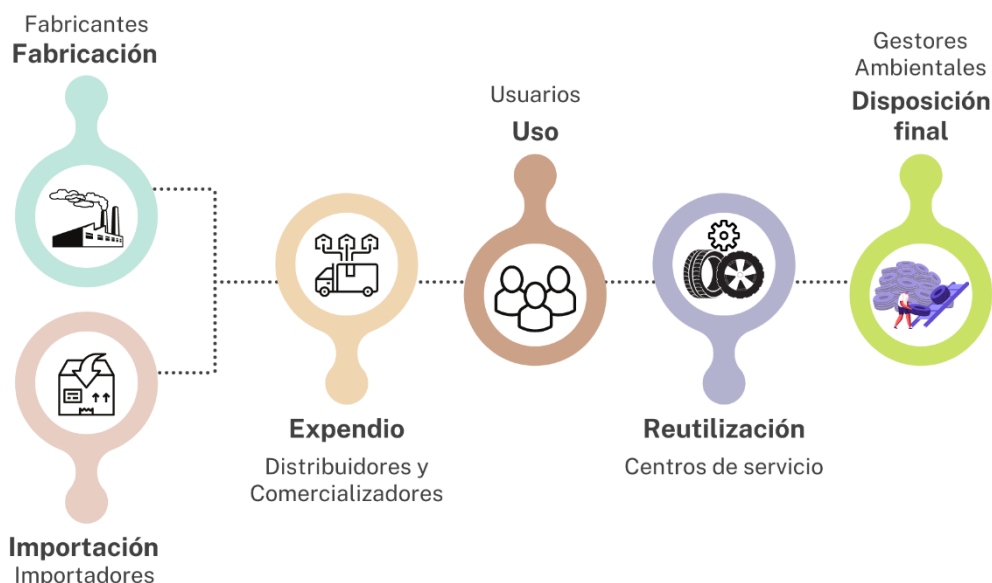 Fabricantes
Fabricación
Importación
Importadores
Expendio
Distribuidores y
Comercializadores
Usuarios
Uso
Reutilización
Centros de servicio
Gestores
Ambientales
Disposición
final